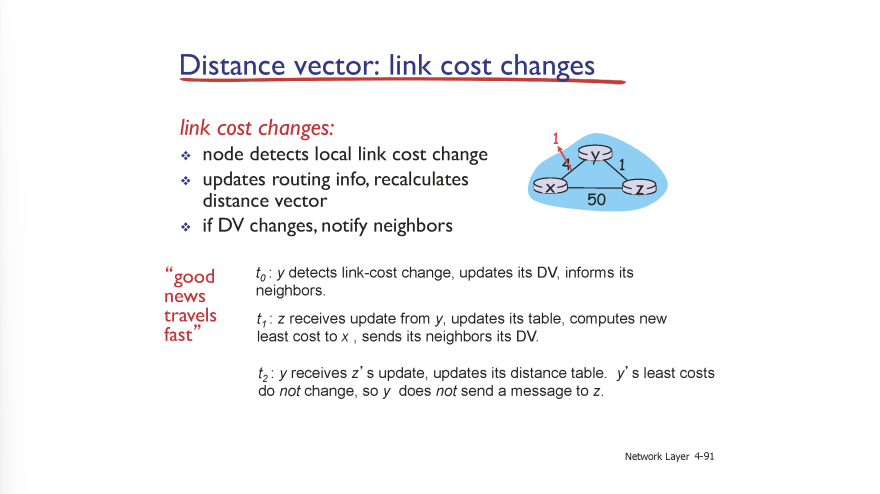 Distance vector: link cost changes
link cost changes:
❖ node detects local link cost change
❖ updates routing info, recalculates
distance vector
❖ if DV changes, notify neighbors
1
4
y
1
x
z
50
“good
news
travels
fast”
t0 : y detects link-cost change, updates its DV, informs its
neighbors.
t1 : z receives update from y, updates its table, computes new
least cost to x , sends its neighbors its DV.
t2 : y receives z’s update, updates its distance table. y’s least costs
do not change, so y does not send a message to z.
Network Layer 4-91